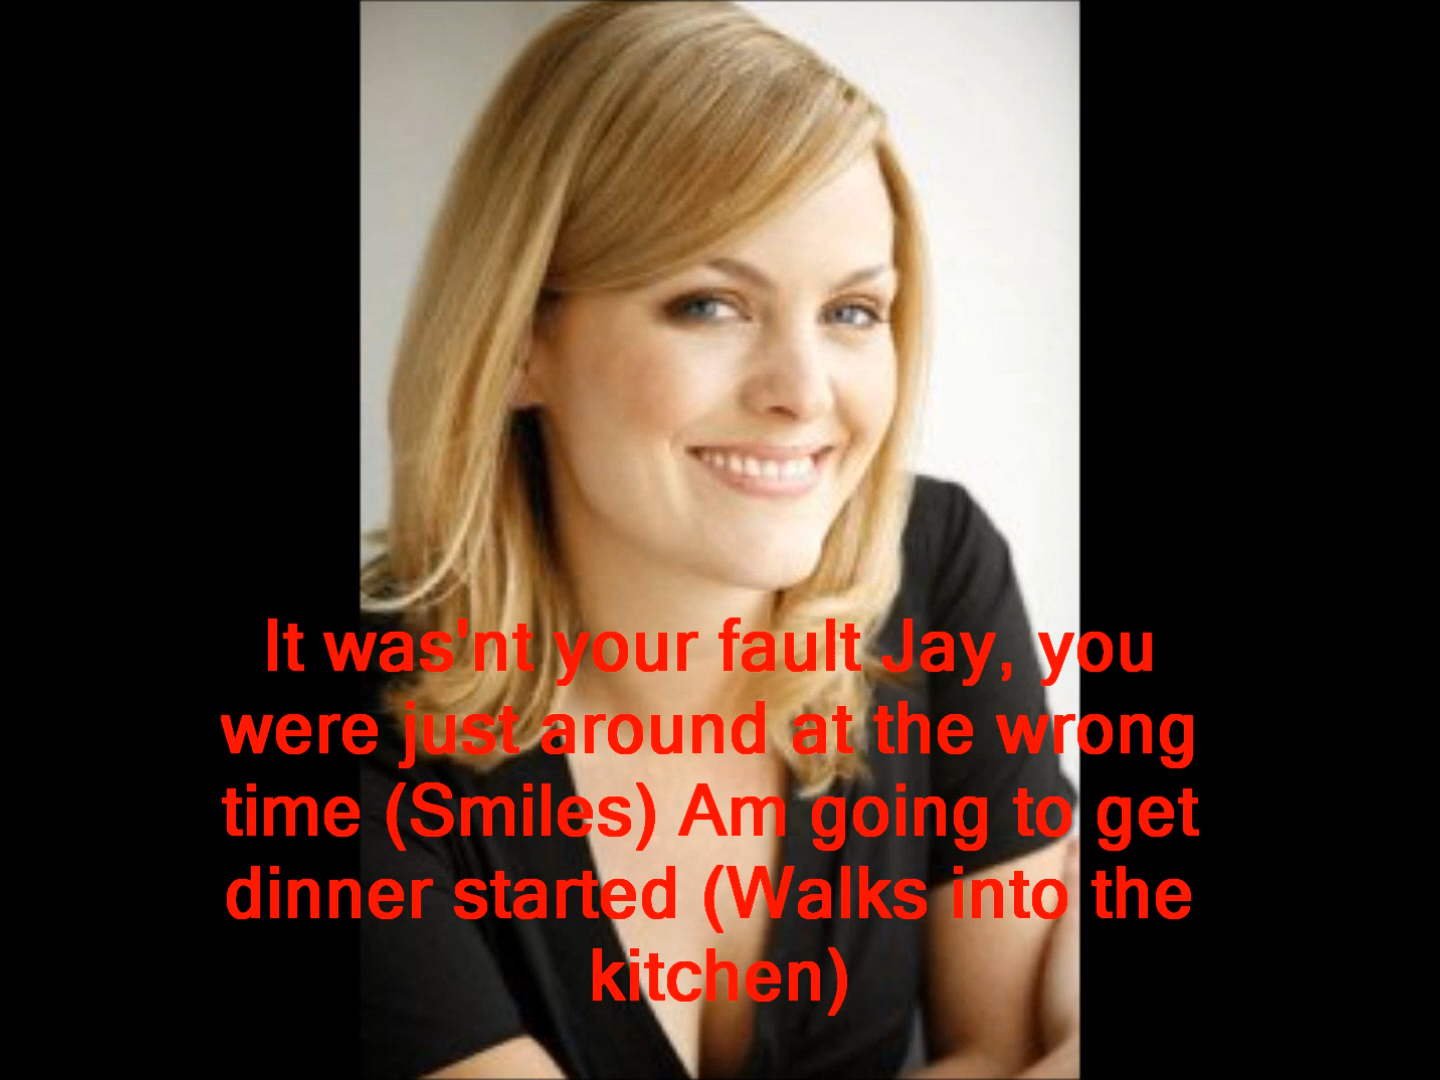 It was'nt your fault Jay, you
were just around at the wrong
time (Smiles) Am going to get
dinner started (Walks into the
kitchen)